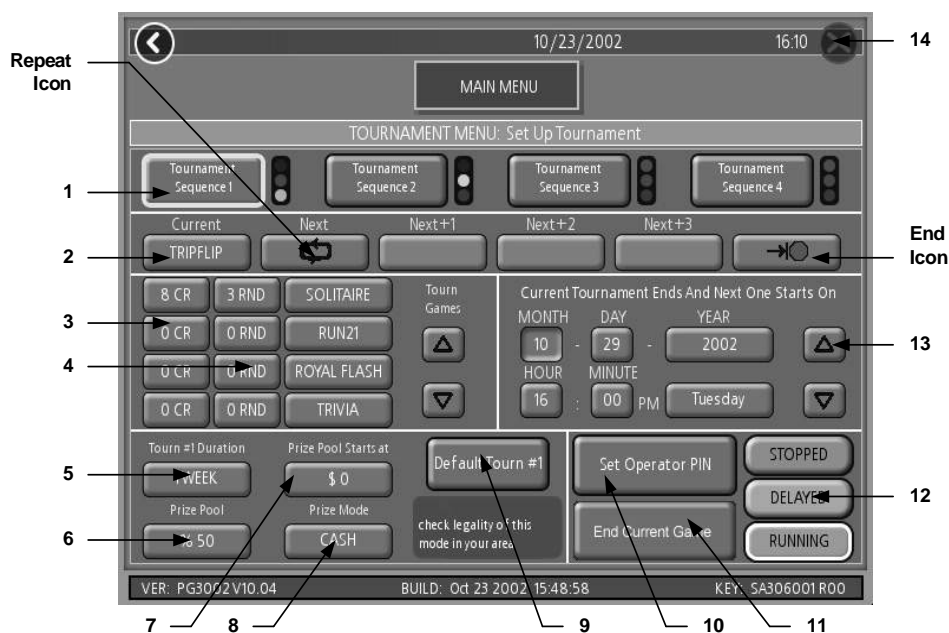 10/23/2002 16:10 14
Repeat
Icon
MAIN MENU
TOURNAMENT MENU: Set Up Tournament
1 Tournament Sequence 1 Tournament Sequence 2 Tournament Sequence 3 Tournament Sequence 4
Current Next Next+1 Next+2 Next+3
2 TRIPFLIP
End
Icon
8 CR 3 RND SOLITAIRE Tourn Games
3 0 CR 0 RND RUN21
4 0 CR 0 RND ROYAL FLASH
0 CR 0 RND TRIVIA
Current Tournament Ends And Next One Starts On
MONTH DAY YEAR
10 - 29 - 2002 13
HOUR MINUTE
16 : 00 PM Tuesday
Tourn #1 Duration Prize Pool Starts at
5 WEEK $ 0
Prize Pool Prize Mode
6 % 50 CASH
Default Tourn #1
check legality of this
mode in your area
Set Operator PIN STOPPED
DELAYED 12
End Current Game RUNNING
VER: PG3002 V10.04 BUILD: Oct 23 2002 15:48:58 KEY: SA306001 R00
7 8 9 10 11